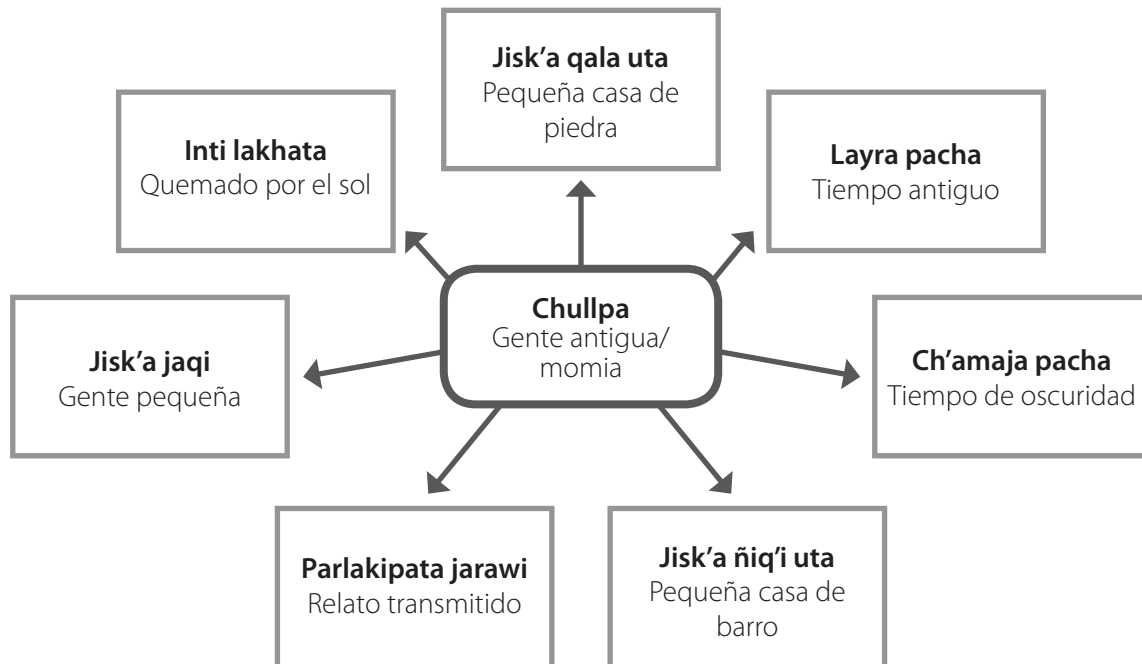 Jisk'a qala uta
Pequeña casa de
piedra
Inti lakhata
Quemado por el sol
Layra pacha
Tiempo antiguo
Chullpa
Gente antigua/
momia
Jisk'a jaqi
Gente pequeña
Ch'amaja pacha
Tiempo de oscuridad
Parlakipata jarawi
Relato transmitido
Jisk'a ñiq'i uta
Pequeña casa de
barro